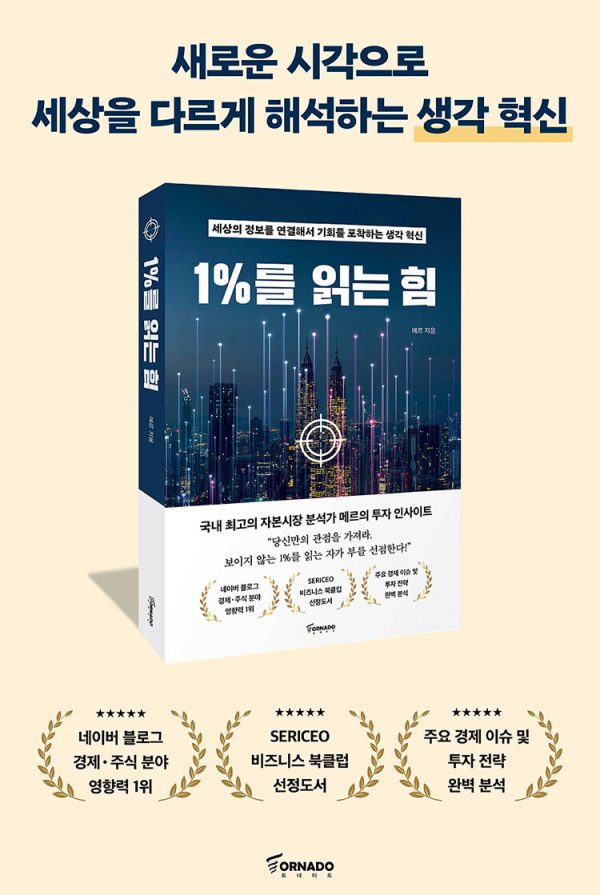 새로운 시각으로
세상을 다르게 해석하는 생각 혁신
세상의 정보를 연결해서 기회를 포착하는 생각 혁신
1%를 읽는 힘
메르 지음
1%를 읽는 힘
메르 지음
국내 최고의 자본시장 분석가 메르의 투자 인사이트
“당신만의 관점을 가져라.
보이지 않는 1%를 읽는 자가 부를 선점한다!”
네이버 블로그
경제·주식 분야
영향력 1위
SERICEO
비즈니스 북클럽
선정도서
주요 경제 이슈 및
투자 전략
완벽 분석
TORNADO
토네이도
TORNADO
★★★★★
네이버 블로그
경제·주식 분야
영향력 1위
★★★★★
SERICEO
비즈니스 북클럽
선정도서
★★★★★
주요 경제 이슈 및
투자 전략
완벽 분석
TORNADO
토네이도